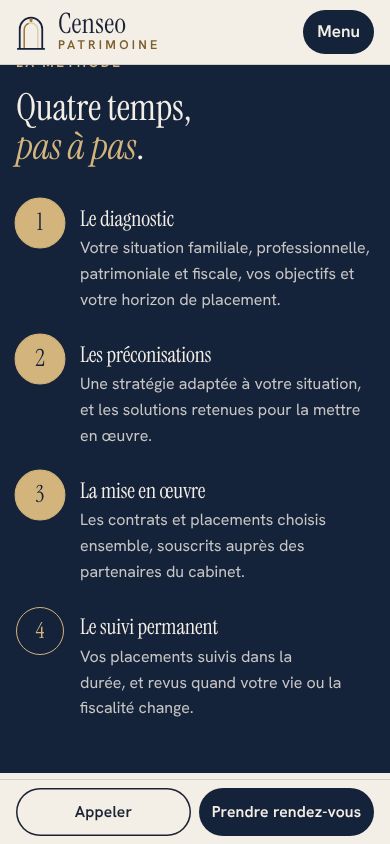 Censeo
PATRIMOINE
Menu
LA MÉTHODE
Quatre temps,
pas à pas.
1
Le diagnostic
Votre situation familiale, professionnelle,
patrimoniale et fiscale, vos objectifs et
votre horizon de placement.
2
Les préconisations
Une stratégie adaptée à votre situation,
et les solutions retenues pour la mettre
en œuvre.
3
La mise en œuvre
Les contrats et placements choisis
ensemble, souscrits auprès des
partenaires du cabinet.
4
Le suivi permanent
Vos placements suivis dans la
durée, et revus quand votre vie ou la
fiscalité change.
Appeler
Prendre rendez-vous